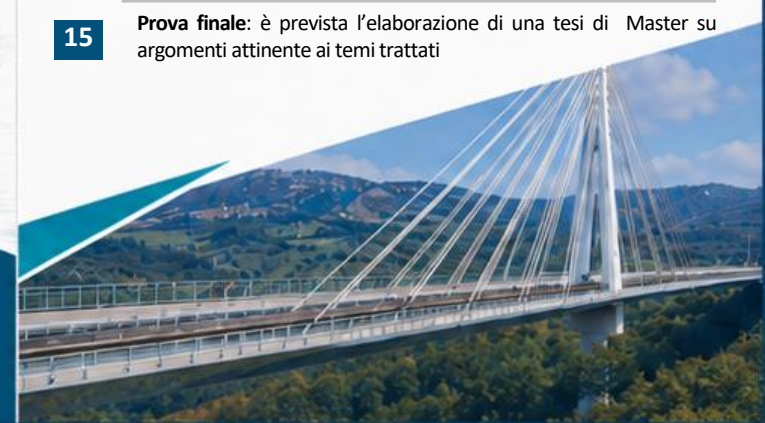 15
Prova finale: è prevista l’elaborazione di una tesi di Master su
argomenti attinente ai temi trattati